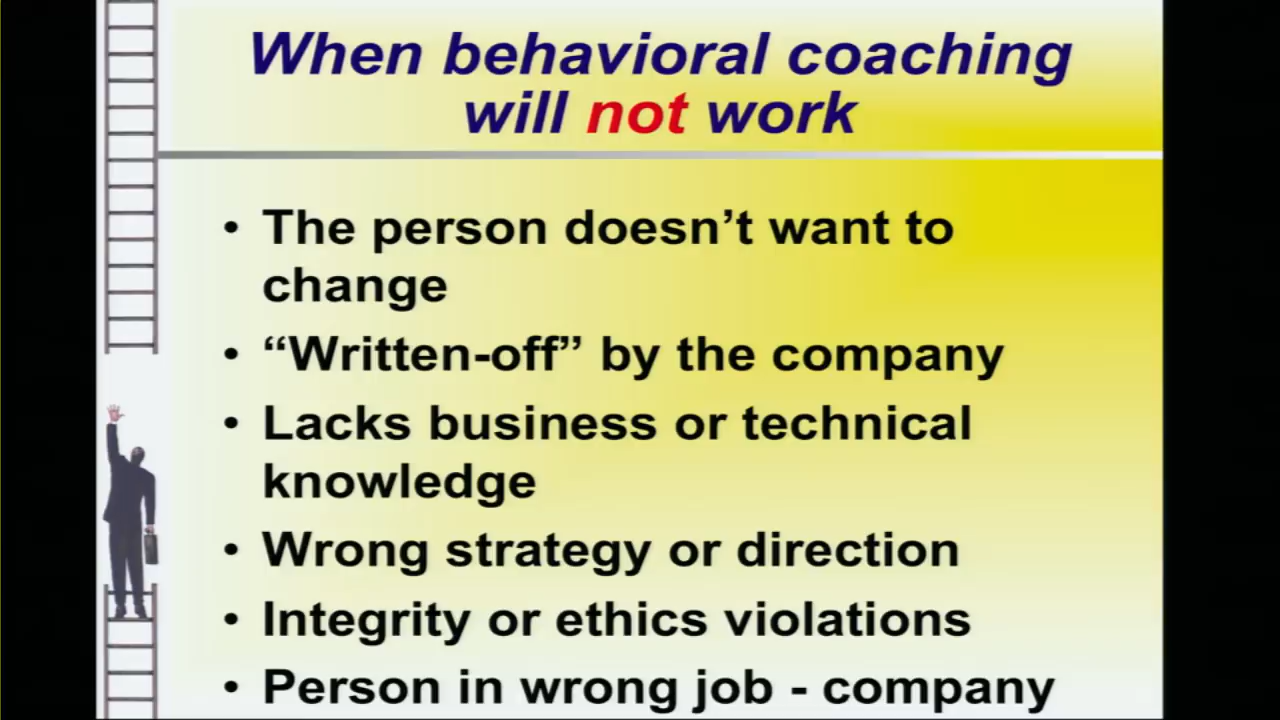 When behavioral coaching
will not work
• The person doesn’t want to
change
• “Written-off” by the company
• Lacks business or technical
knowledge
• Wrong strategy or direction
• Integrity or ethics violations
• Person in wrong job - company